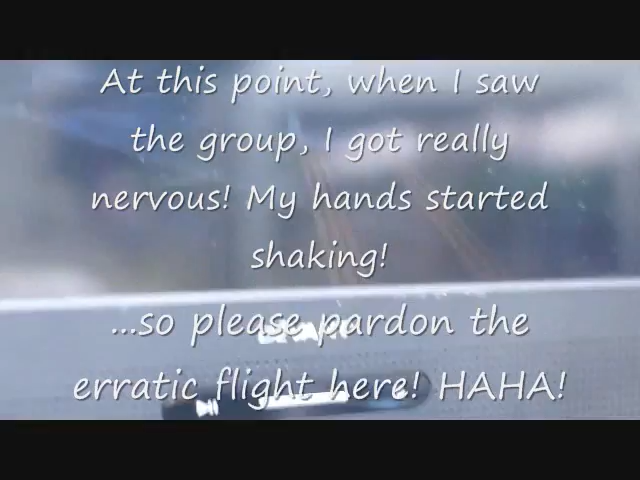 At this point, when I saw
the group, I got really
nervous! My hands started
shaking!
...so please pardon the
erratic flight here! HAHA!